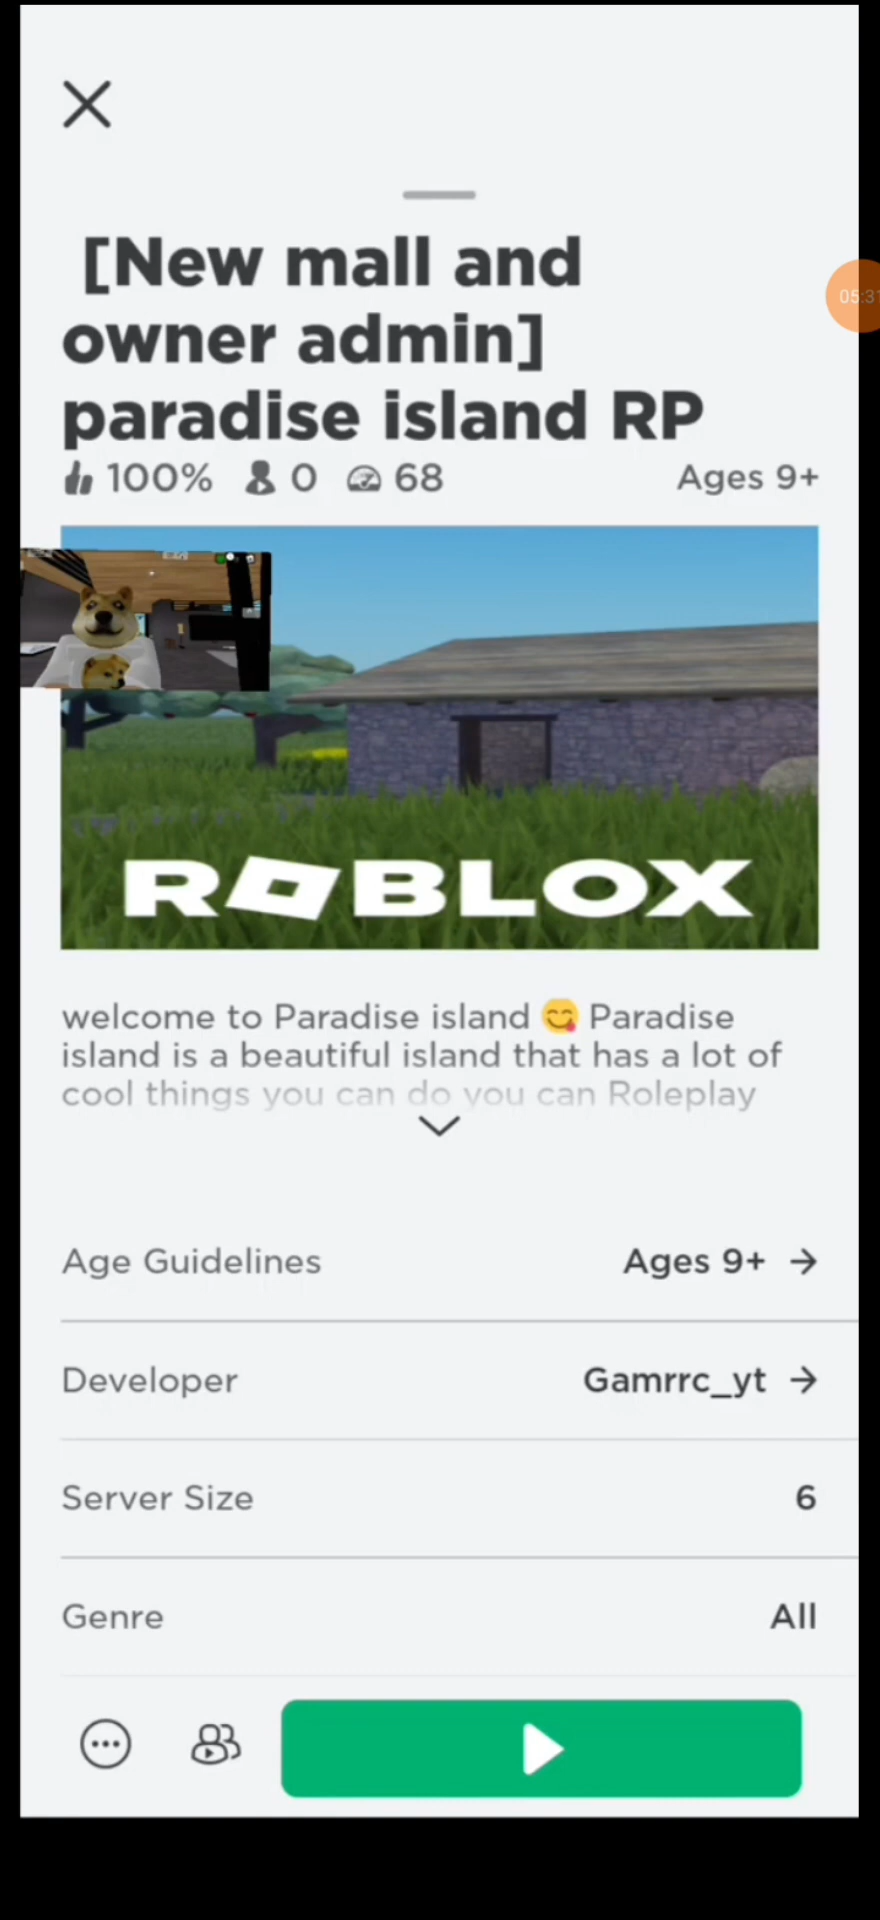 [New mall and
owner admin]
paradise island RP
100% 0 68 Ages 9+
05:31
ROBLOX
welcome to Paradise island 😋 Paradise
island is a beautiful island that has a lot of
cool things you can do you can Roleplay
Age Guidelines Ages 9+ →
Developer Gamrrc_yt →
Server Size 6
Genre All